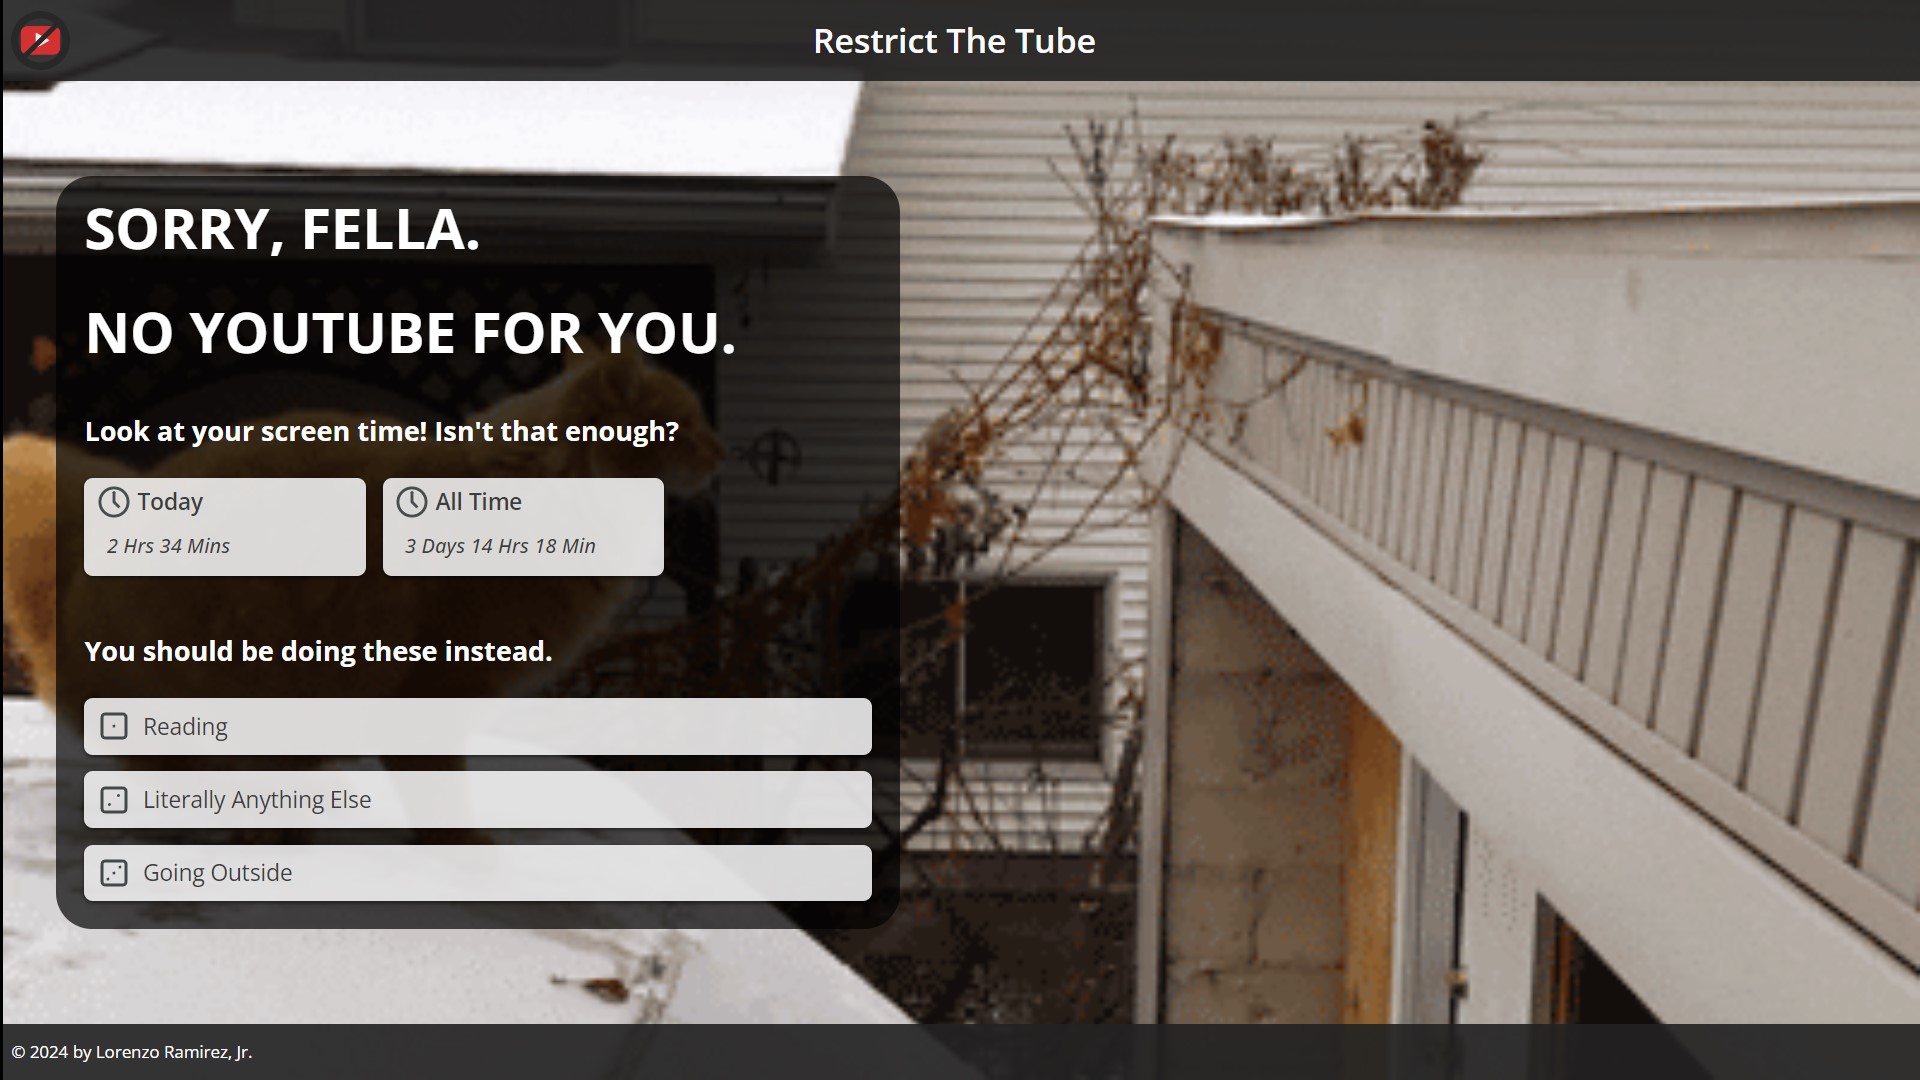 Restrict The Tube
SORRY, FELLA.
NO YOUTUBE FOR YOU.
Look at your screen time! Isn't that enough?
Today
2 Hrs 34 Mins
All Time
3 Days 14 Hrs 18 Min
You should be doing these instead.
Reading
Literally Anything Else
Going Outside
© 2024 by Lorenzo Ramirez, Jr.